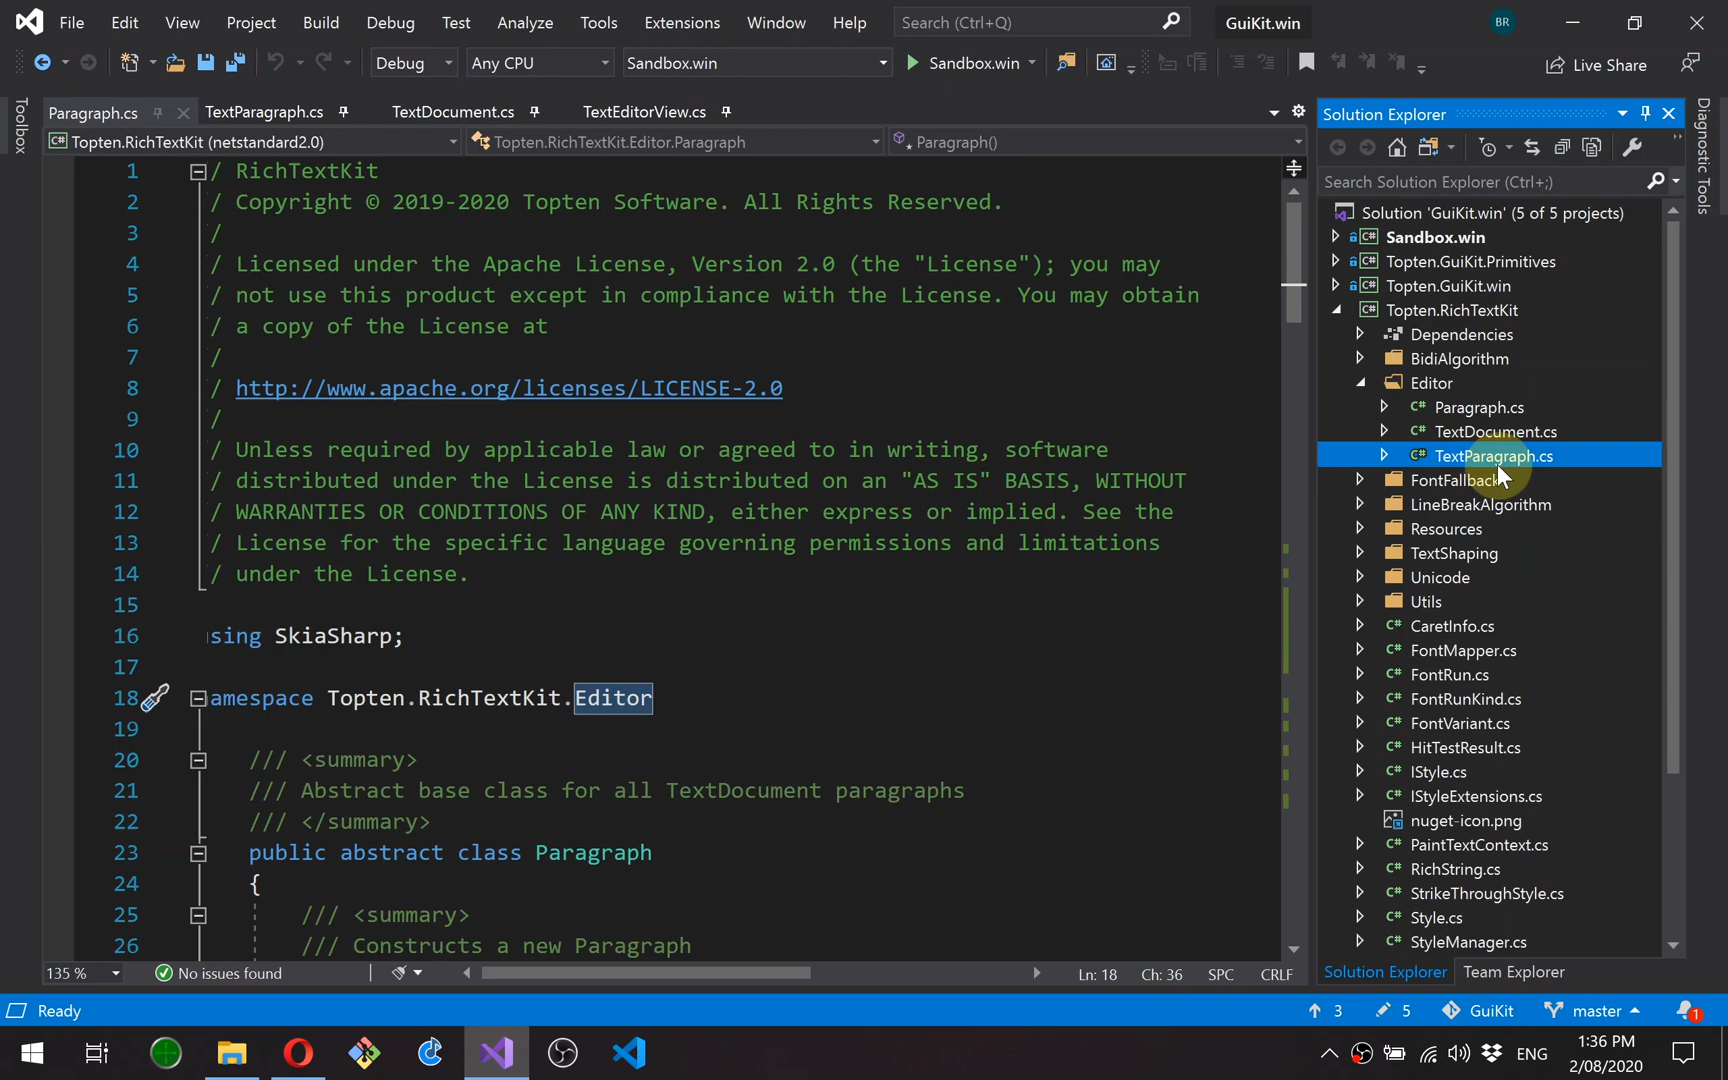 File Edit View Project Build Debug Test Analyze Tools Extensions Window Help Search (Ctrl+Q) GuiKit.win BR
Debug Any CPU Sandbox.win Sandbox.win Live Share
Toolbox
Paragraph.cs TextParagraph.cs TextDocument.cs TextEditorView.cs
Topten.RichTextKit (netstandard2.0) Topten.RichTextKit.Editor.Paragraph Paragraph()
1 / RichTextKit
2 / Copyright © 2019-2020 Topten Software. All Rights Reserved.
3 /
4 / Licensed under the Apache License, Version 2.0 (the "License"); you may
5 / not use this product except in compliance with the License. You may obtain
6 / a copy of the License at
7 /
8 / http://www.apache.org/licenses/LICENSE-2.0
9 /
10 / Unless required by applicable law or agreed to in writing, software
11 / distributed under the License is distributed on an "AS IS" BASIS, WITHOUT
12 / WARRANTIES OR CONDITIONS OF ANY KIND, either express or implied. See the
13 / License for the specific language governing permissions and limitations
14 / under the License.
15
16 sing SkiaSharp;
17
18 amespace Topten.RichTextKit.Editor
19
20 /// <summary>
21 /// Abstract base class for all TextDocument paragraphs
22 /// </summary>
23 public abstract class Paragraph
24 {
25 /// <summary>
26 /// Constructs a new Paragraph
135 % No issues found Ln: 18 Ch: 36 SPC CRLF
Solution Explorer
Search Solution Explorer (Ctrl+;)
Solution 'GuiKit.win' (5 of 5 projects)
Sandbox.win
Topten.GuiKit.Primitives
Topten.GuiKit.win
Topten.RichTextKit
Dependencies
BidiAlgorithm
Editor
C# Paragraph.cs
C# TextDocument.cs
C# TextParagraph.cs
FontFallback
LineBreakAlgorithm
Resources
TextShaping
Unicode
Utils
C# CaretInfo.cs
C# FontMapper.cs
C# FontRun.cs
C# FontRunKind.cs
C# FontVariant.cs
C# HitTestResult.cs
C# IStyle.cs
C# IStyleExtensions.cs
nuget-icon.png
C# PaintTextContext.cs
C# RichString.cs
C# StrikeThroughStyle.cs
C# Style.cs
C# StyleManager.cs
Solution Explorer Team Explorer
Diagnostic Tools
Ready 3 5 GuiKit master 1
ENG 1:36 PM
2/08/2020